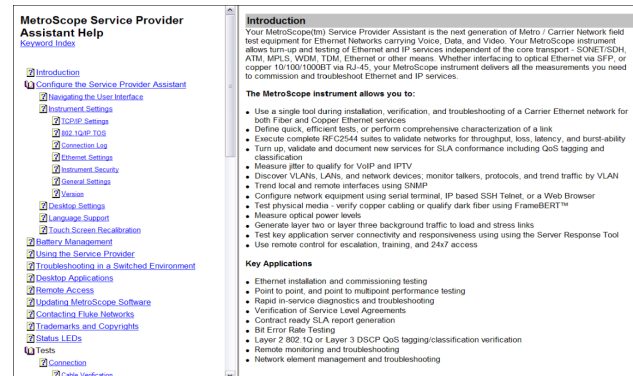 MetroScope Service Provider
Assistant Help
Keyword Index
Introduction
Configure the Service Provider Assistant
Navigating the User Interface
Instrument Settings
TCP/IP Settings
802.1Q/IP TOS
Connection Log
Ethernet Settings
Instrument Security
General Settings
Version
Desktop Settings
Language Support
Touch Screen Recalibration
Battery Management
Using the Service Provider
Troubleshooting in a Switched Environment
Desktop Applications
Remote Access
Updating MetroScope Software
Contacting Fluke Networks
Trademarks and Copyrights
Status LEDs
Tests
Connection
Cable Verification
Introduction
Your MetroScope(tm) Service Provider Assistant is the next generation of Metro / Carrier Network field
test equipment for Ethernet Networks carrying Voice, Data, and Video. Your MetroScope instrument
allows turn-up and testing of Ethernet and IP services independent of the core transport - SONET/SDH,
ATM, MPLS, WDM, TDM, Ethernet or other means. Whether interfacing to optical Ethernet via SFP, or
copper 10/100/1000BT via RJ-45, your MetroScope instrument delivers all the measurements you need
to commission and troubleshoot Ethernet and IP services.
The MetroScope instrument allows you to:
• Use a single tool during installation, verification, and troubleshooting of a Carrier Ethernet network for
both Fiber and Copper Ethernet services
• Define quick, efficient tests, or perform comprehensive characterization of a link
• Execute complete RFC2544 suites to validate networks for throughput, loss, latency, and burst-ability
• Turn up, validate and document new services for SLA conformance including QoS tagging and
classification
• Measure jitter to qualify for VoIP and IPTV
• Discover VLANs, LANs, and network devices; monitor talkers, protocols, and trend traffic by VLAN
• Trend local and remote interfaces using SNMP
• Configure network equipment using serial terminal, IP based SSH Telnet, or a Web Browser
• Test physical media - verify copper cabling or qualify dark fiber using FrameBERT™
• Measure optical power levels
• Generate layer two or layer three background traffic to load and stress links
• Test key application server connectivity and responsiveness using using the Server Response Tool
• Use remote control for escalation, training, and 24x7 access
Key Applications
• Ethernet installation and commissioning testing
• Point to point, and point to multipoint performance testing
• Rapid in-service diagnostics and troubleshooting
• Verification of Service Level Agreements
• Contract ready SLA report generation
• Bit Error Rate Testing
• Layer 2 802.1Q or Layer 3 DSCP QoS tagging/classification verification
• Remote monitoring and troubleshooting
• Network element management and troubleshooting